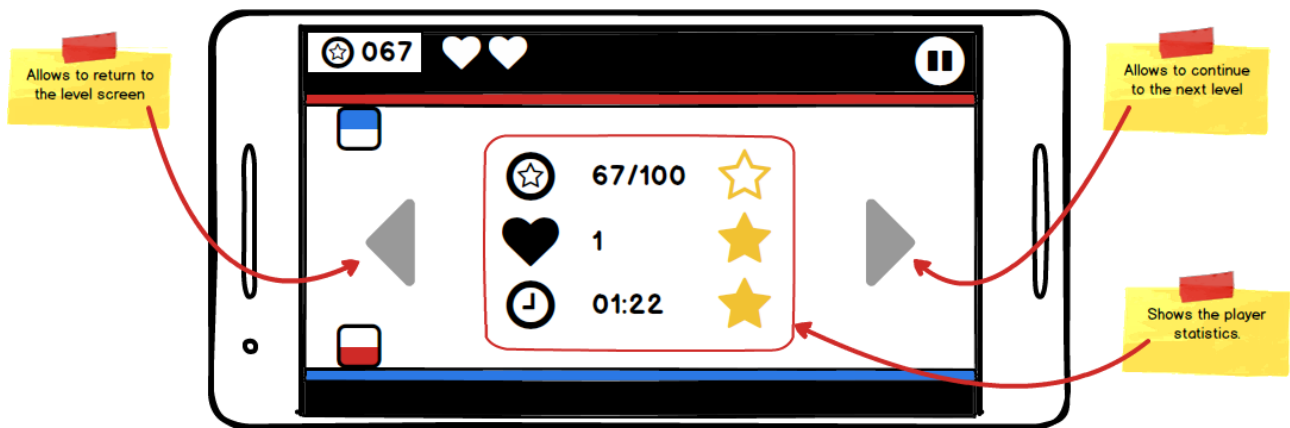 Allows to return to
the level screen
067
Allows to continue
to the next level
67/100
1
01:22
Shows the player
statistics.